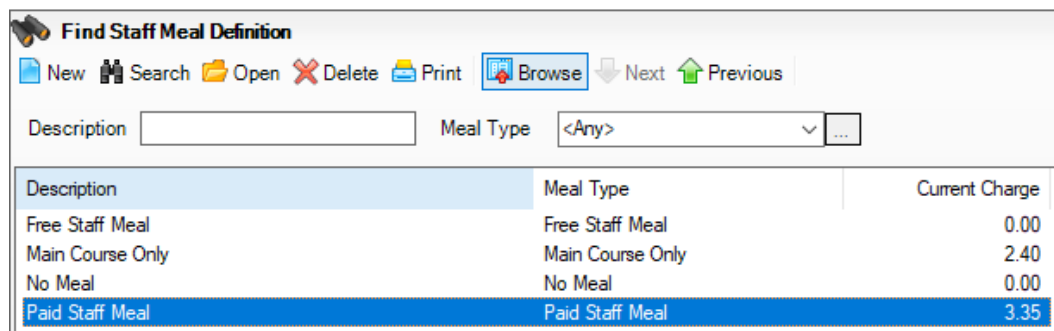 Find Staff Meal Definition
New Search Open Delete Print Browse Next Previous
Description Meal Type <Any> ...
Description Meal Type Current Charge
Free Staff Meal Free Staff Meal 0.00
Main Course Only Main Course Only 2.40
No Meal No Meal 0.00
Paid Staff Meal Paid Staff Meal 3.35